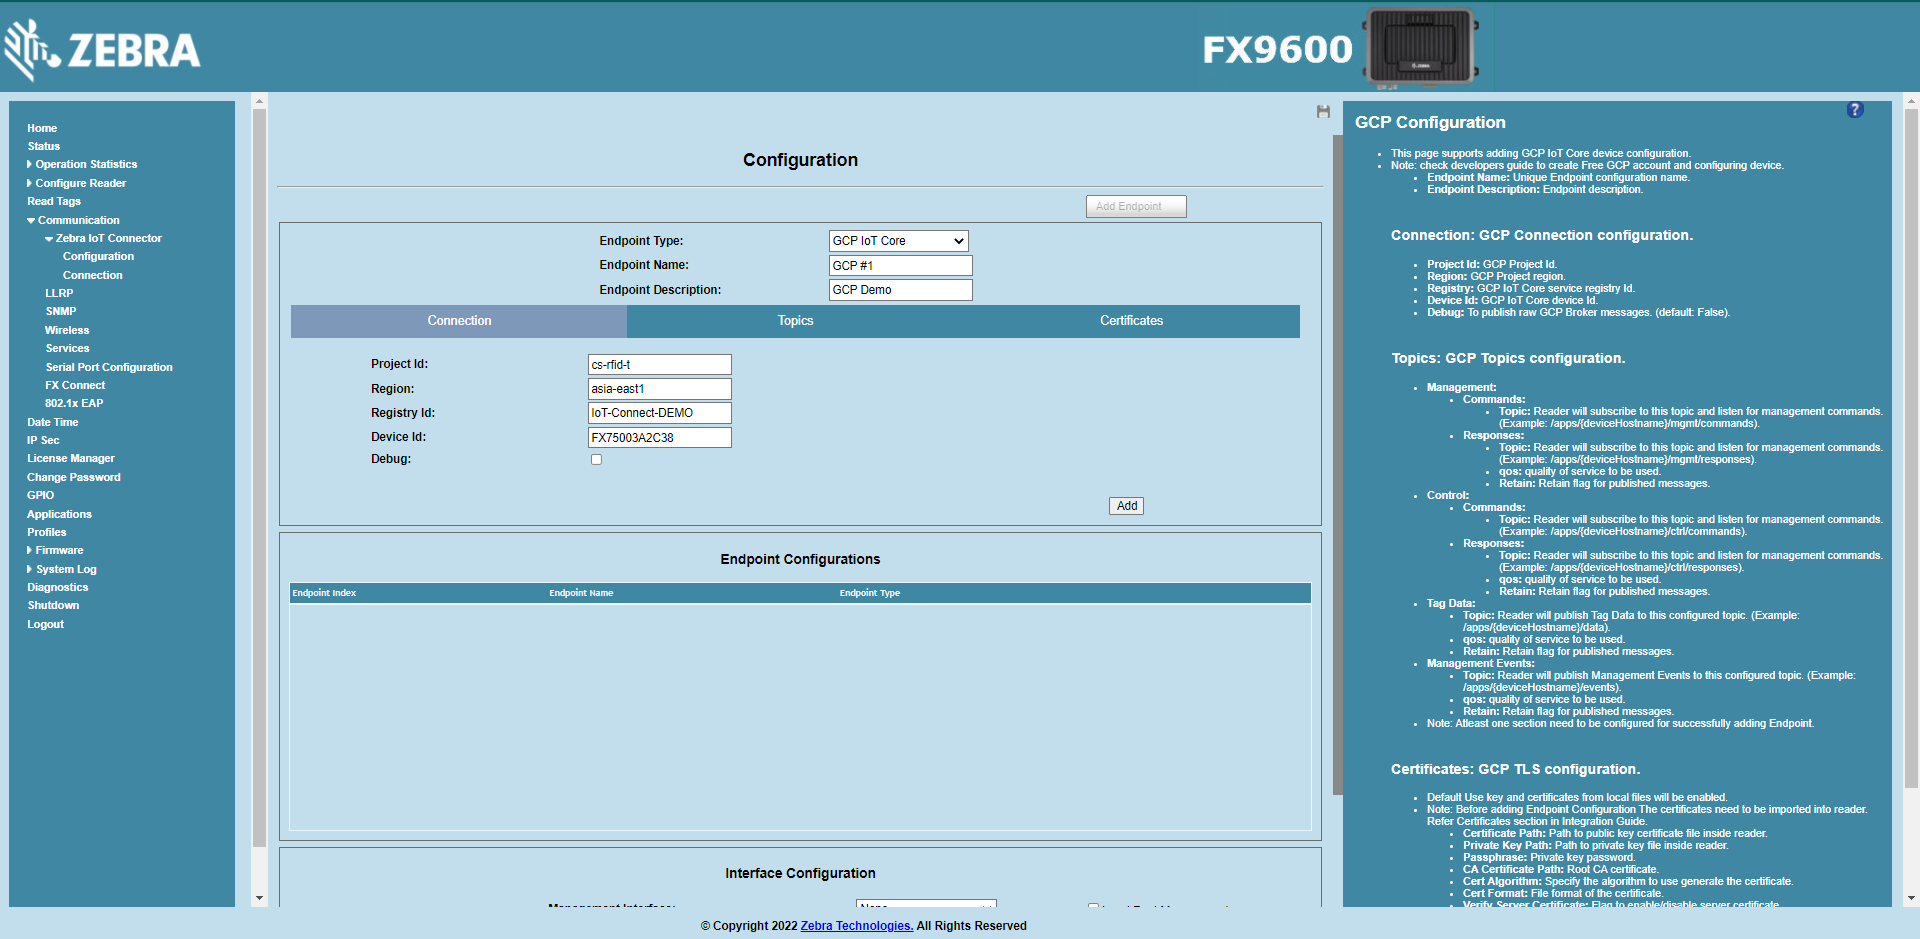 ZEBRA
FX9600
Home
Status
Operation Statistics
Configure Reader
Read Tags
Communication
Zebra IoT Connector
Configuration
Connection
LLRP
SNMP
Wireless
Services
Serial Port Configuration
FX Connect
802.1x EAP
Date Time
IP Sec
License Manager
Change Password
GPIO
Applications
Profiles
Firmware
System Log
Diagnostics
Shutdown
Logout
Configuration
Add Endpoint
Endpoint Type: GCP IoT Core
Endpoint Name: GCP #1
Endpoint Description: GCP Demo
Connection Topics Certificates
Project Id: cs-rfid-t
Region: asia-east1
Registry Id: IoT-Connect-DEMO
Device Id: FX75003A2C38
Debug:
Add
Endpoint Configurations
Endpoint Index Endpoint Name Endpoint Type
Interface Configuration
Management Interface: None
?
GCP Configuration
• This page supports adding GCP IoT Core device configuration.
• Note: check developers guide to create Free GCP account and configuring device.
• Endpoint Name: Unique Endpoint configuration name.
• Endpoint Description: Endpoint description.
Connection: GCP Connection configuration.
• Project Id: GCP Project Id.
• Region: GCP Project region.
• Registry: GCP IoT Core service registry Id.
• Device Id: GCP IoT Core device Id.
• Debug: To publish raw GCP Broker messages. (default: False).
Topics: GCP Topics configuration.
• Management:
• Commands:
• Topic: Reader will subscribe to this topic and listen for management commands.
(Example: /apps/{deviceHostname}/mgmt/commands).
• Responses:
• Topic: Reader will subscribe to this topic and listen for management commands.
(Example: /apps/{deviceHostname}/mgmt/responses).
• qos: quality of service to be used.
• Retain: Retain flag for published messages.
• Control:
• Commands:
• Topic: Reader will subscribe to this topic and listen for management commands.
(Example: /apps/{deviceHostname}/ctrl/commands).
• Responses:
• Topic: Reader will subscribe to this topic and listen for management commands.
(Example: /apps/{deviceHostname}/ctrl/responses).
• qos: quality of service to be used.
• Retain: Retain flag for published messages.
• Tag Data:
• Topic: Reader will publish Tag Data to this configured topic. (Example:
/apps/{deviceHostname}/data).
• qos: quality of service to be used.
• Retain: Retain flag for published messages.
• Management Events:
• Topic: Reader will publish Management Events to this configured topic. (Example:
/apps/{deviceHostname}/events).
• qos: quality of service to be used.
• Retain: Retain flag for published messages.
• Note: Atleast one section need to be configured for successfully adding Endpoint.
Certificates: GCP TLS configuration.
• Default Use key and certificates from local files will be enabled.
• Note: Before adding Endpoint Configuration The certificates need to be imported into reader.
Refer Certificates section in Integration Guide.
• Certificate Path: Path to public key certificate file inside reader.
• Private Key Path: Path to private key file inside reader.
• Passphrase: Private key password.
• CA Certificate Path: Root CA certificate.
• Cert Algorithm: Specify the algorithm to use generate the certificate.
• Cert Format: File format of the certificate.
• Verify Server Certificate: Flag to enable/disable server certificate
© Copyright 2022 Zebra Technologies. All Rights Reserved